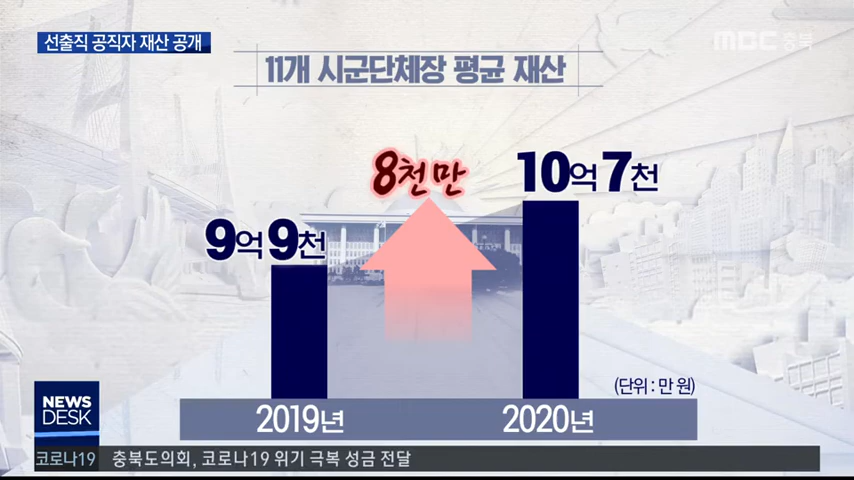 선출직 공직자 재산 공개
MBC 충북
11개 시군단체장 평균 재산
8천만
10억 7천
9억 9천
(단위 : 만 원)
2019년
2020년
NEWS
DESK
코로나19 충북도의회, 코로나19 위기 극복 성금 전달